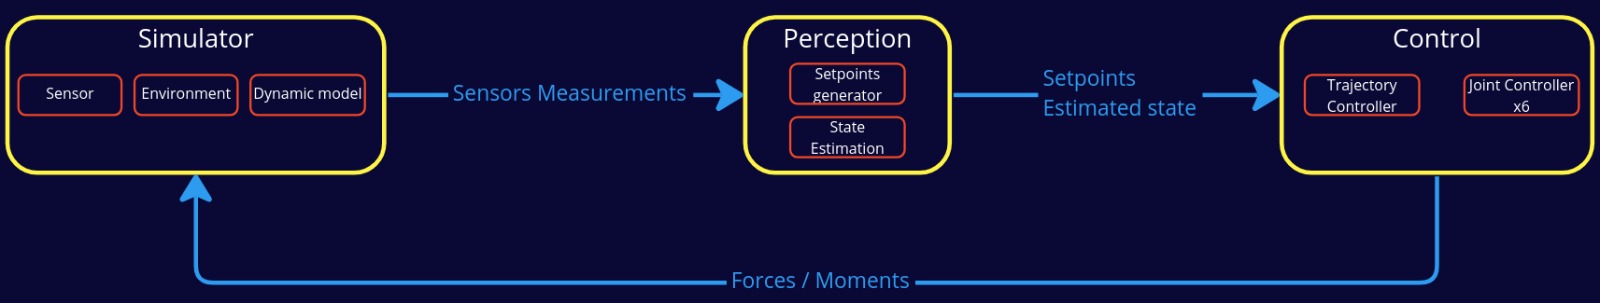 Simulator
Sensor
Environment
Dynamic model
Sensors Measurements
Perception
Setpoints
generator
State
Estimation
Setpoints
Estimated state
Control
Trajectory
Controller
Joint Controller
x6
Forces / Moments